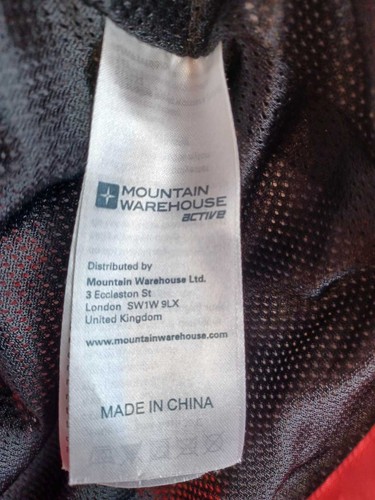 MOUNTAIN
WAREHOUSE
active
Distributed by
Mountain Warehouse Ltd.
3 Eccleston St
London SW1W 9LX
United Kingdom
www.mountainwarehouse.com
MADE IN CHINA